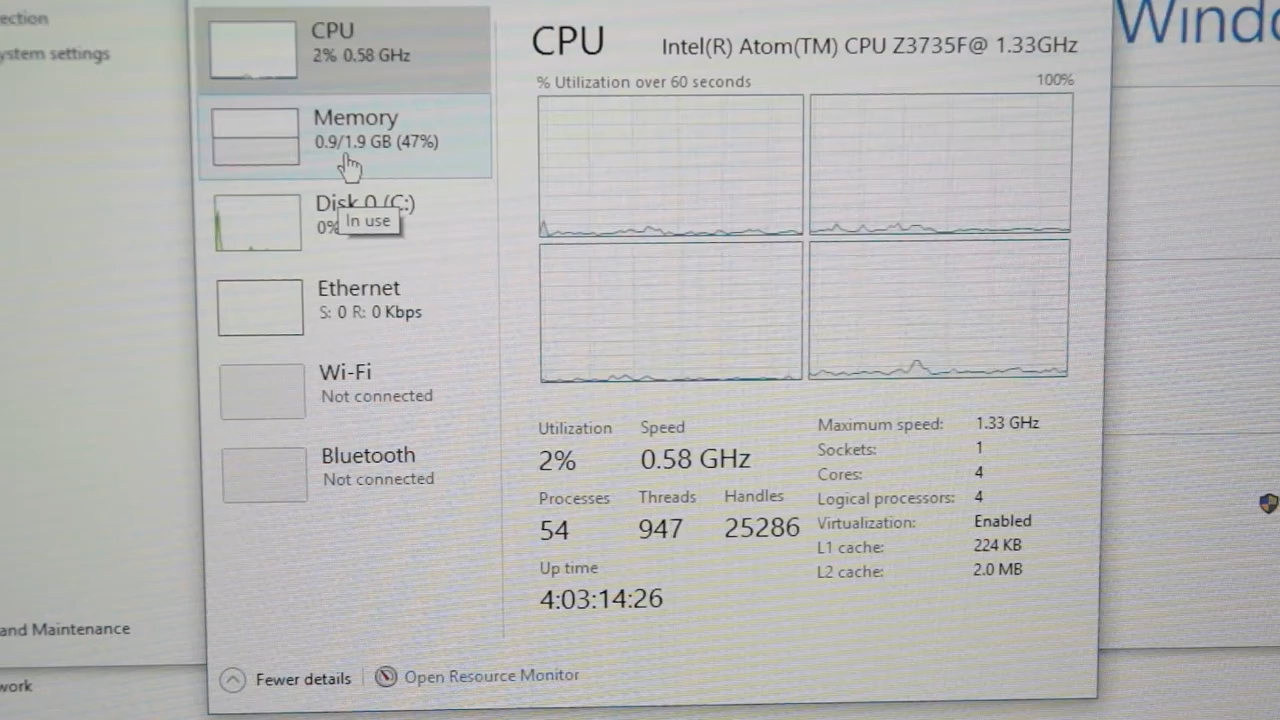 ection
ystem settings
CPU
2% 0.58 GHz
Memory
0.9/1.9 GB (47%)
Disk 0 (C:)
0%
In use
Ethernet
S: 0 R: 0 Kbps
Wi-Fi
Not connected
Bluetooth
Not connected
CPU
Intel(R) Atom(TM) CPU Z3735F@ 1.33GHz
% Utilization over 60 seconds
100%
Utilization
Speed
2%
0.58 GHz
Processes
Threads
Handles
54
947
25286
Up time
4:03:14:26
Maximum speed:
1.33 GHz
Sockets:
1
Cores:
4
Logical processors:
4
Virtualization:
Enabled
L1 cache:
224 KB
L2 cache:
2.0 MB
Fewer details
Open Resource Monitor
Windo
and Maintenance
work